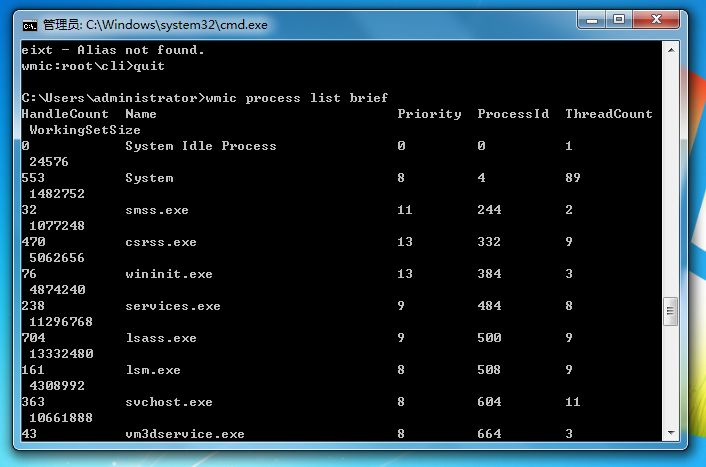 管理员: C:\Windows\system32\cmd.exe
eixt - Alias not found.
wmic:root\cli>quit
C:\Users\administrator>wmic process list brief
HandleCount Name Priority ProcessId ThreadCount
WorkingSetSize
0 System Idle Process 0 0 1
24576
553 System 8 4 89
1482752
32 smss.exe 11 244 2
1077248
470 csrss.exe 13 332 9
5062656
76 wininit.exe 13 384 3
4874240
238 services.exe 9 484 8
11296768
704 lsass.exe 9 500 9
13332480
161 lsm.exe 8 508 9
4308992
363 svchost.exe 8 604 11
10661888
43 vm3dservice.exe 8 664 3